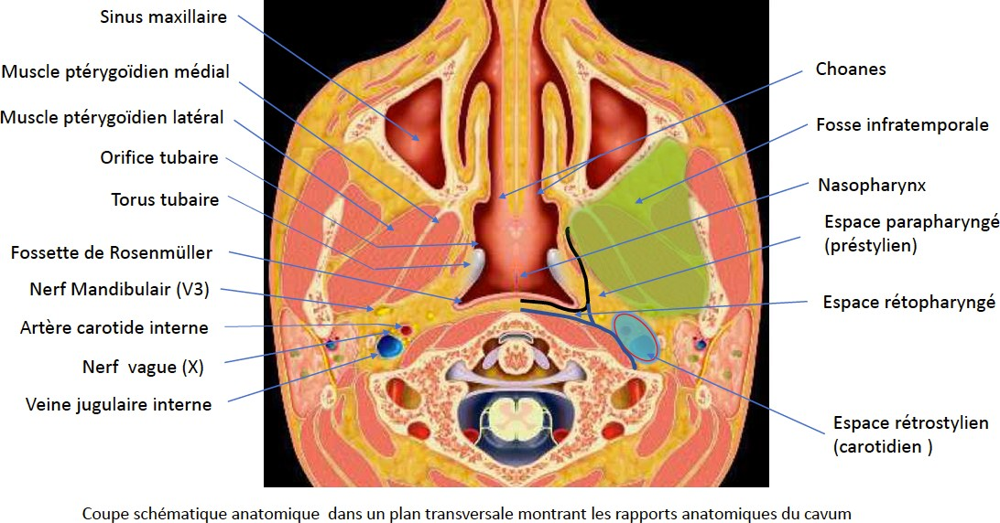 Sinus maxillaire
Muscle ptérygoïdien médial
Muscle ptérygoïdien latéral
Orifice tubaire
Torus tubaire
Fossette de Rosenmüller
Nerf Mandibulair (V3)
Artère carotide interne
Nerf vague (X)
Veine jugulaire interne
Choanes
Fosse infratemporale
Nasopharynx
Espace parapharyngé
(préstylien)
Espace rétopharyngé
Espace rétrostylien
(carotidien )
Coupe schématique anatomique dans un plan transversale montrant les rapports anatomiques du cavum